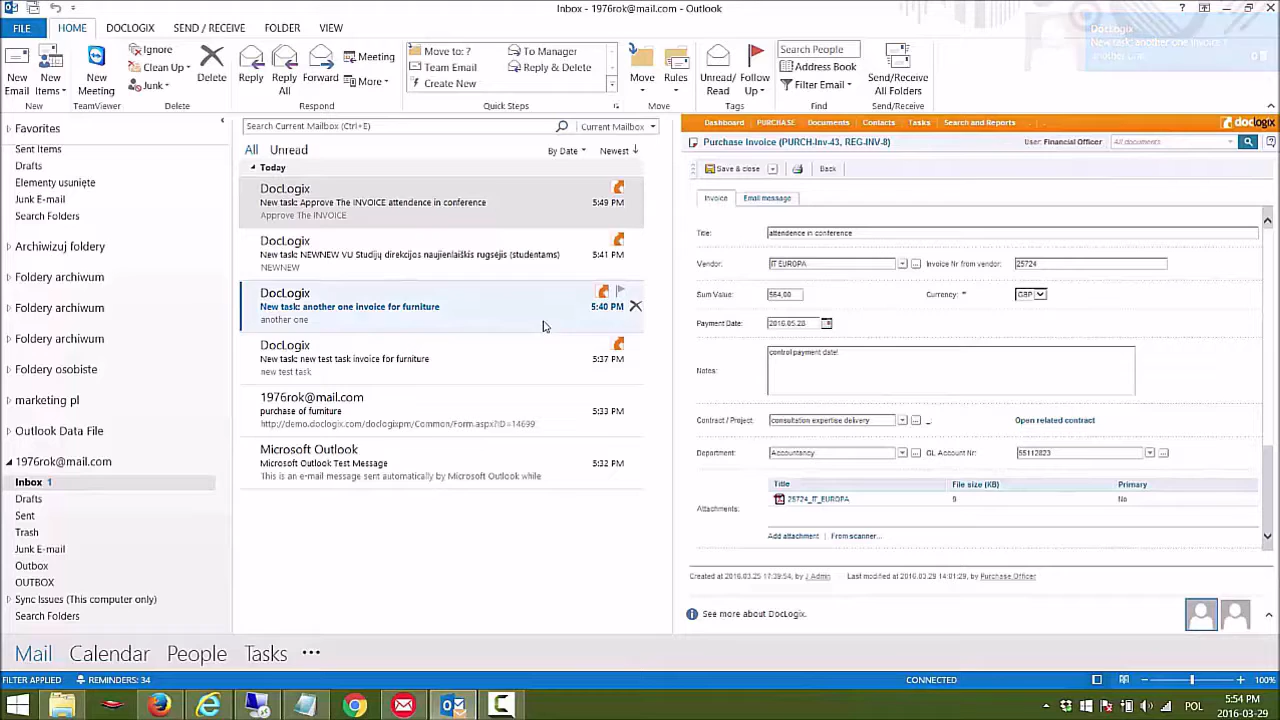 Inbox - 1976rok@mail.com - Outlook
FILE HOME DOCLOGIX SEND / RECEIVE FOLDER VIEW
DocLogix
New task: another one invoice f
another one
New Email
New Items
New
New Meeting
TeamViewer
Ignore
Clean Up
Junk
Delete
Delete
Reply
Reply All
Forward
Meeting
More
Respond
Move to: ?
To Manager
Team Email
Reply & Delete
Create New
Quick Steps
Move
Rules
Move
Unread/ Read
Follow Up
Tags
Search People
Address Book
Filter Email
Find
Send/Receive All Folders
Send/Receive
Favorites
Sent Items
Drafts
Elementy usunięte
Junk E-mail
Search Folders
Archiwizuj foldery
Foldery archiwum
Foldery archiwum
Foldery archiwum
Foldery osobiste
marketing pl
Outlook Data File
1976rok@mail.com
Inbox 1
Drafts
Sent
Trash
Junk E-mail
Outbox
OUTBOX
Sync Issues (This computer only)
Search Folders
Search Current Mailbox (Ctrl+E)
Current Mailbox
All Unread
By Date Newest
Today
DocLogix
New task: Approve The INVOICE attendence in conference 5:49 PM
Approve The INVOICE
DocLogix
New task: NEWNEW VU Studijų direkcijos naujienlaiškis rugsėjis (studentams) 5:41 PM
NEWNEW
DocLogix
New task: another one invoice for furniture 5:40 PM
another one
DocLogix
New task: new test task invoice for furniture 5:37 PM
new test task
1976rok@mail.com
purchase of furniture 5:33 PM
http://demo.doclogix.com/doclogixpm/Common/Form.aspx?ID=14699
Microsoft Outlook
Microsoft Outlook Test Message 5:32 PM
This is an e-mail message sent automatically by Microsoft Outlook while
Dashboard PURCHASE Documents Contacts Tasks Search and Reports doclogix
Purchase Invoice (PURCH-Inv-43, REG-INV-8) User: Financial Officer All documents
Save & close Back
Invoice Email message
Title: attendence in conference
Vendor: IT EUROPA Invoice Nr from vendor: 25724
Sum Value: 564,00 Currency: * GBP
Payment Date: 2016.05.28
Notes: control payment date!
Contract / Project: consultation expertise delivery ... Open related contract
Department: Accountancy ... GL Account Nr: 55112823 ...
Title File size (KB) Primary
Attachments: 25724_IT_EUROPA 9 No
Add attachment | From scanner...
Created at 2016.03.25 17:39:54, by J Admin Last modified at 2016.03.29 14:01:29, by Purchase Officer
See more about DocLogix.
Mail Calendar People Tasks •••
FILTER APPLIED REMINDERS: 34 CONNECTED 100%
POL
5:54 PM
2016-03-29